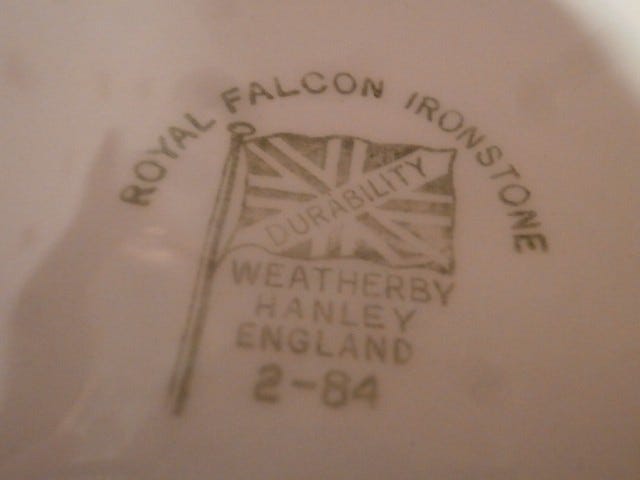 ROYAL FALCON IRONSTONE
DURABILITY
WEATHERBY
HANLEY
ENGLAND
2-84